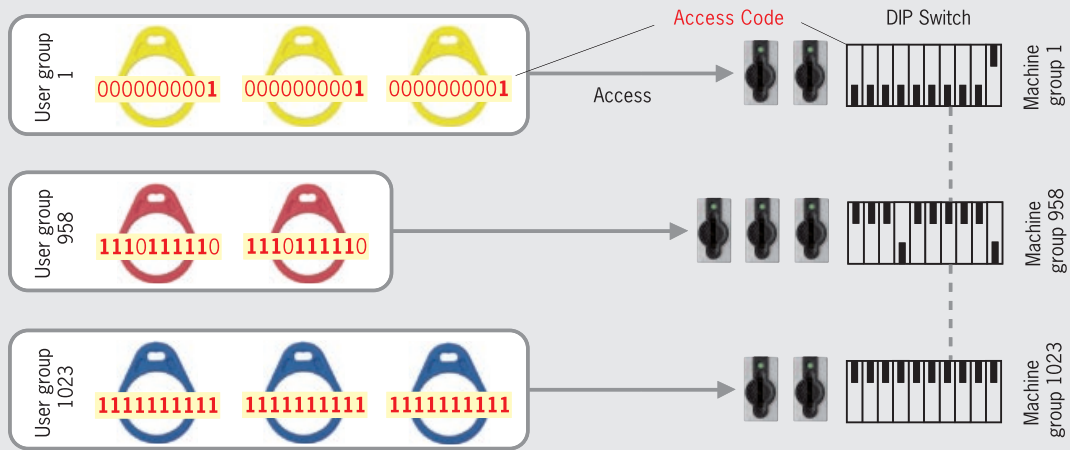 Access Code
DIP Switch
User group
1
0000000001
0000000001
0000000001
Access
Machine
group 1
User group
958
1110111110
1110111110
Machine
group 958
User group
1023
1111111111
1111111111
1111111111
Machine
group 1023